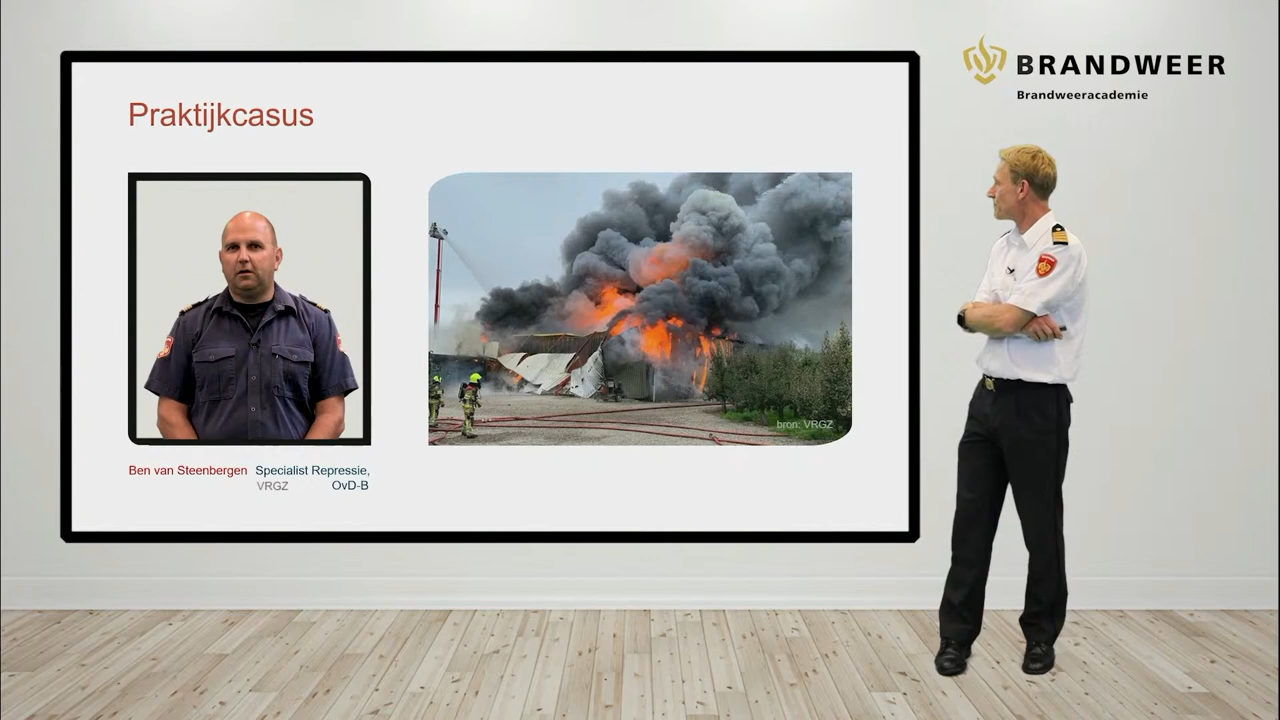 BRANDWEER
Brandweeracademie
Praktijkcasus
bron: VRGZ
Ben van Steenbergen Specialist Repressie,
VRGZ OvD-B